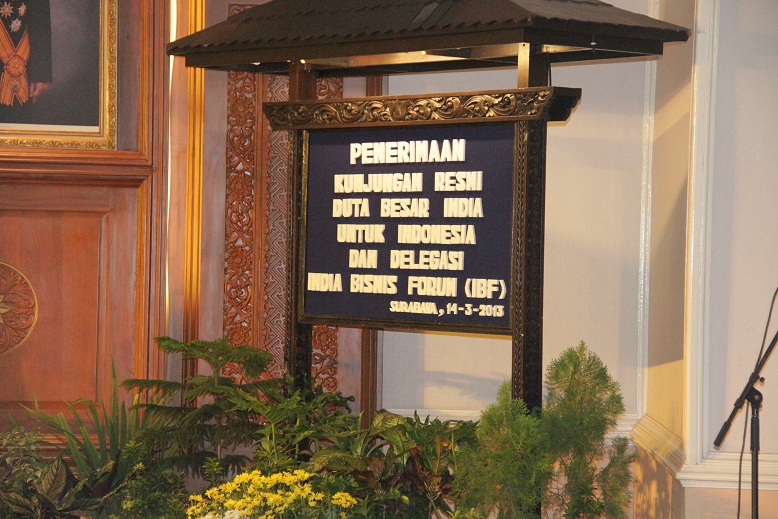 PENERIMAAN
KUNJUNGAN RESMI
DUTA BESAR INDIA
UNTUK INDONESIA
DAN DELEGASI
INDIA BISNIS FORUM (IBF)
SURABAYA, 14-3-2013